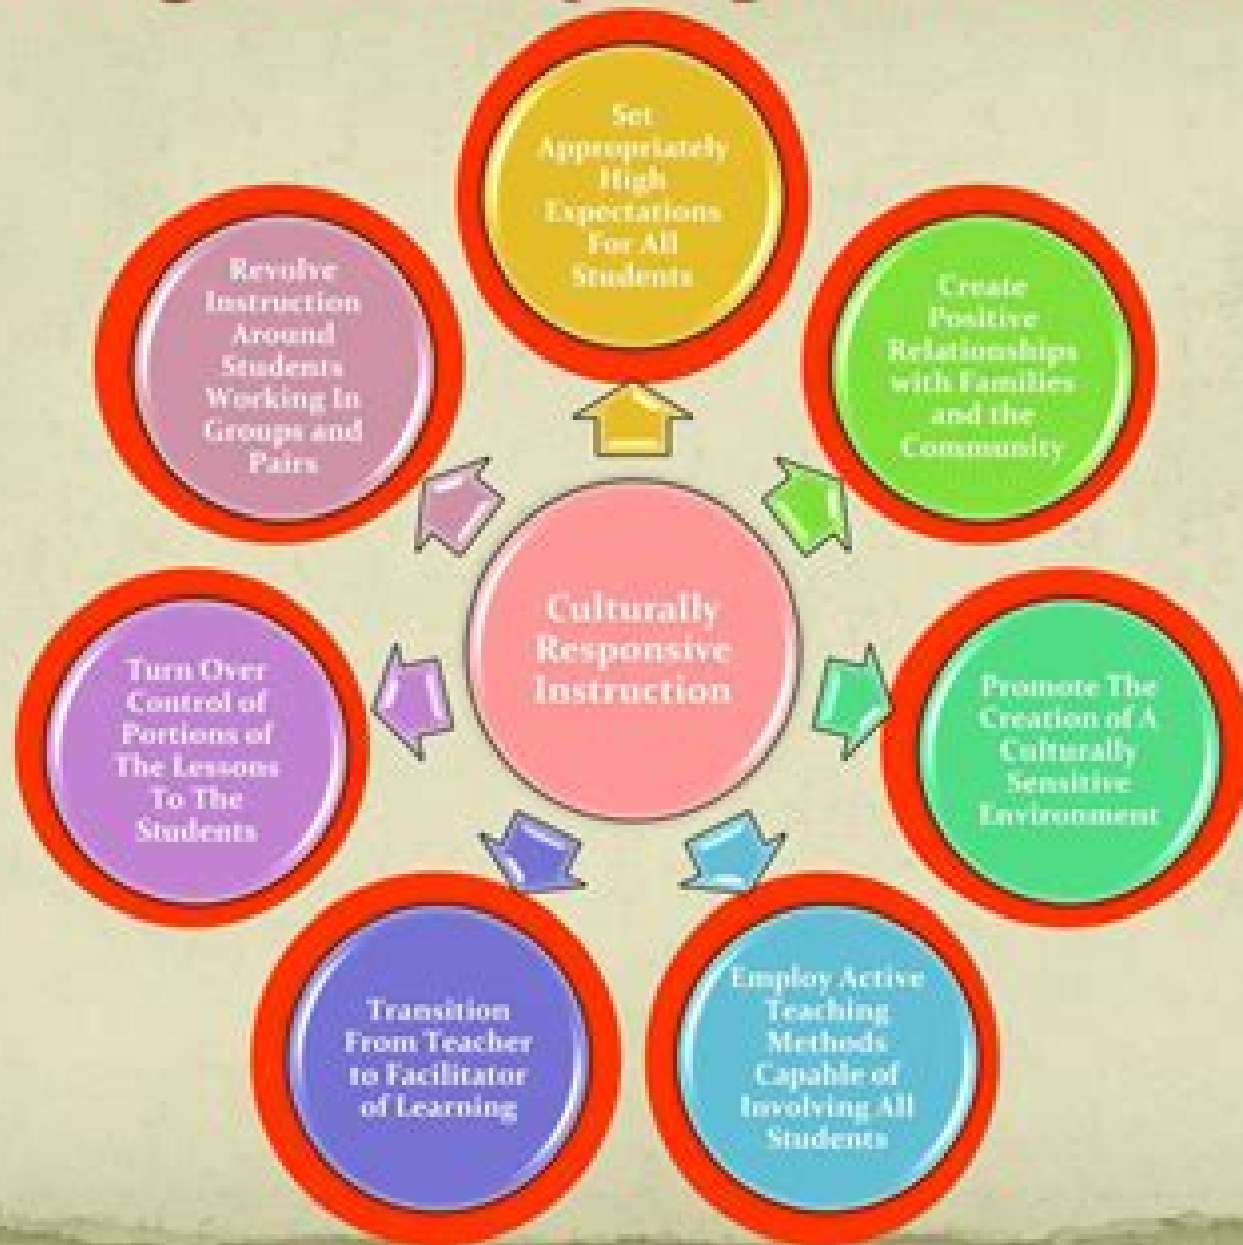 Set
Appropriately
High
Expectations
For All
Students
Create
Positive
Relationships
with Families
and the
Community
Promote The
Creation of A
Culturally
Sensitive
Environment
Employ Active
Teaching
Methods
Capable of
Involving All
Students
Transition
From Teacher
to Facilitator
of Learning
Turn Over
Control of
Portions of
The Lessons
To The
Students
Revolve
Instruction
Around
Students
Working In
Groups and
Pairs
Culturally
Responsive
Instruction